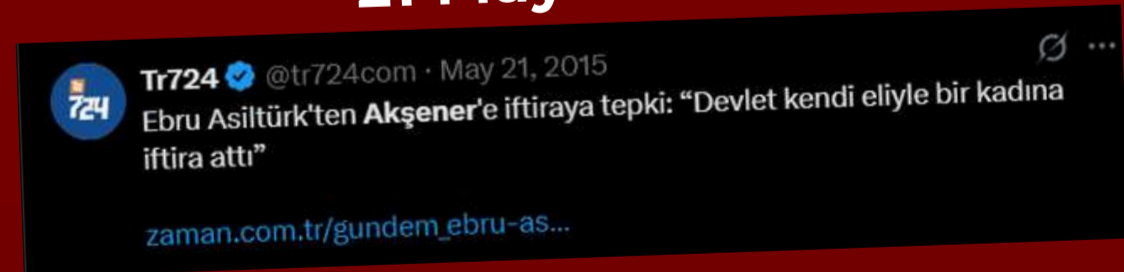 Tr724 @tr724com · May 21, 2015
724
Ebru Asiltürk'ten Akşener'e iftiraya tepki: “Devlet kendi eliyle bir kadına
iftira attı”
zaman.com.tr/gundem_ebru-as...